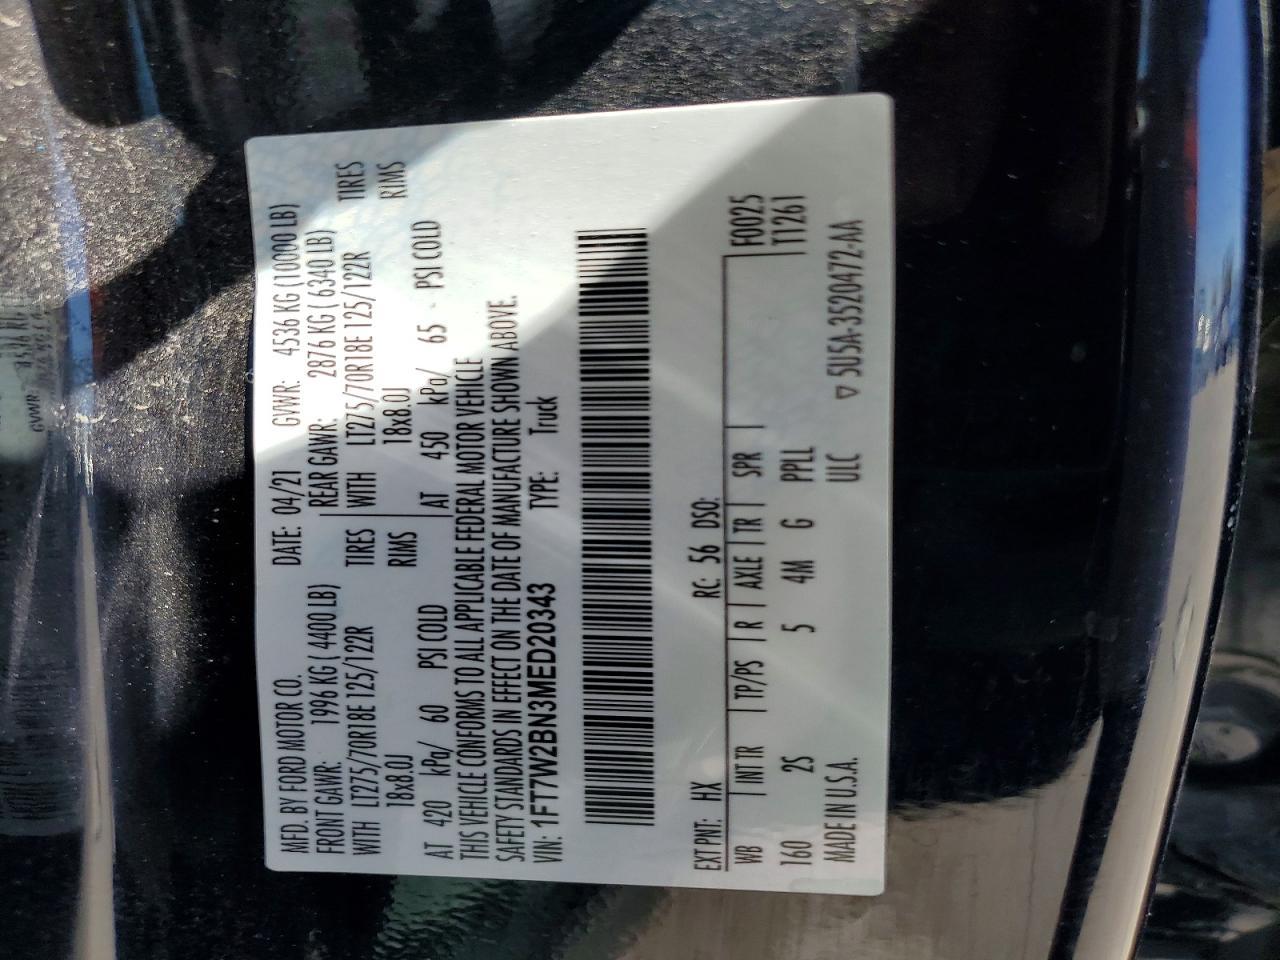 MFD. BY FORD MOTOR CO. DATE: 04/21 GVWR: 4536 KG (10000 LB)
FRONT GAWR: 1996 KG ( 4400 LB) REAR GAWR: 2876 KG ( 6340 LB)
WITH LT275/70R18E 125/122R TIRES WITH LT275/70R18E 125/122R TIRES
18x8.0J RIMS 18x8.0J RIMS
AT 420 kPa/ 60 PSI COLD AT 450 kPa/ 65 - PSI COLD
THIS VEHICLE CONFORMS TO ALL APPLICABLE FEDERAL MOTOR VEHICLE
SAFETY STANDARDS IN EFFECT ON THE DATE OF MANUFACTURE SHOWN ABOVE.
VIN: 1FT7W2BN3MED20343 TYPE: Truck
EXT PNT: HX RC: 56 DSO:
WB INT TR TP/PS R AXLE TR SPR F0025
160 2S 5 4M G PPLL T1261
MADE IN U.S.A. ULC ▽ 5U5A-3520472-AA
GVWR
4536 KG